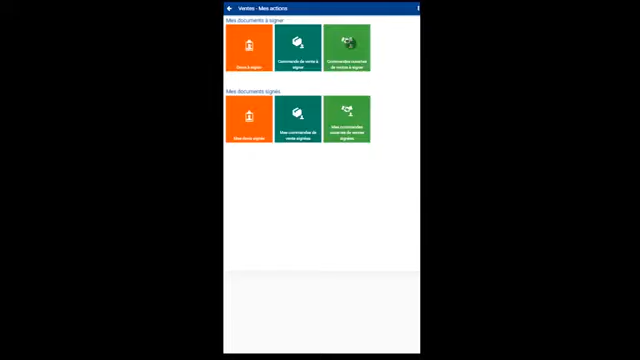 Ventes - Mes actions
Mes documents à signer
Devis à signer
Commande de vente à
signer
Commandes ouvertes
de ventes à signer
Mes documents signés
Mes devis signés
Mes commandes de
vente signées
Mes commandes
ouvertes de ventes
signées